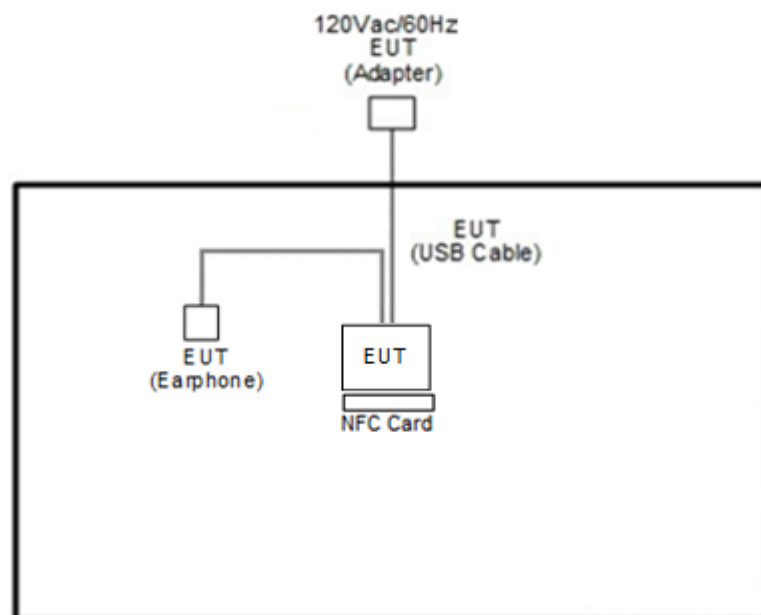 120Vac/60Hz
EUT
(Adapter)
EUT
(USB Cable)
EUT
(Earphone)
EUT
NFC Card